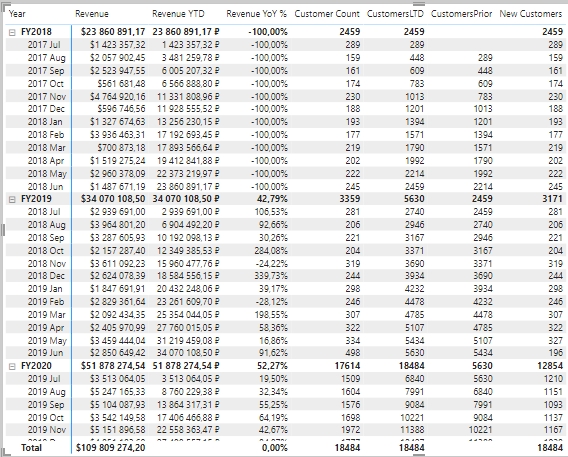 Year Revenue Revenue YTD Revenue YoY % Customer Count CustomersLTD CustomersPrior New Customers
FY2018 $23 860 891,17 23 860 891,17 ₽ -100,00% 2459 2459 2459
2017 Jul $1 423 357,32 1 423 357,32 ₽ -100,00% 289 289 289
2017 Aug $2 057 902,45 3 481 259,78 ₽ -100,00% 159 448 289 159
2017 Sep $2 523 947,55 6 005 207,32 ₽ -100,00% 161 609 448 161
2017 Oct $561 681,48 6 566 888,80 ₽ -100,00% 174 783 609 174
2017 Nov $4 764 920,16 11 331 808,96 ₽ -100,00% 230 1013 783 230
2017 Dec $596 746,56 11 928 555,52 ₽ -100,00% 188 1201 1013 188
2018 Jan $1 327 674,63 13 256 230,15 ₽ -100,00% 193 1394 1201 193
2018 Feb $3 936 463,31 17 192 693,45 ₽ -100,00% 177 1571 1394 177
2018 Mar $700 873,18 17 893 566,64 ₽ -100,00% 219 1790 1571 219
2018 Apr $1 519 275,24 19 412 841,88 ₽ -100,00% 202 1992 1790 202
2018 May $2 960 378,09 22 373 219,97 ₽ -100,00% 222 2214 1992 222
2018 Jun $1 487 671,19 23 860 891,17 ₽ -100,00% 245 2459 2214 245
FY2019 $34 070 108,50 34 070 108,50 ₽ 42,79% 3359 5630 2459 3171
2018 Jul $2 939 691,00 2 939 691,00 ₽ 106,53% 281 2740 2459 281
2018 Aug $3 964 801,20 6 904 492,20 ₽ 92,66% 206 2946 2740 206
2018 Sep $3 287 605,93 10 192 098,13 ₽ 30,26% 221 3167 2946 221
2018 Oct $2 157 287,40 12 349 385,53 ₽ 284,08% 204 3371 3167 204
2018 Nov $3 611 092,23 15 960 477,76 ₽ -24,22% 319 3690 3371 319
2018 Dec $2 624 078,39 18 584 556,15 ₽ 339,73% 244 3934 3690 244
2019 Jan $1 847 691,91 20 432 248,06 ₽ 39,17% 298 4232 3934 298
2019 Feb $2 829 361,64 23 261 609,70 ₽ -28,12% 246 4478 4232 246
2019 Mar $2 092 434,35 25 354 044,05 ₽ 198,55% 307 4785 4478 307
2019 Apr $2 405 970,99 27 760 015,05 ₽ 58,36% 322 5107 4785 322
2019 May $3 459 444,04 31 219 459,08 ₽ 16,86% 334 5434 5107 327
2019 Jun $2 850 649,42 34 070 108,50 ₽ 91,62% 498 5630 5434 196
FY2020 $51 878 274,54 51 878 274,54 ₽ 52,27% 17614 18484 5630 12854
2019 Jul $3 513 064,05 3 513 064,05 ₽ 19,50% 1509 6840 5630 1210
2019 Aug $5 247 165,33 8 760 229,38 ₽ 32,34% 1546 7991 6840 1151
2019 Sep $5 104 087,93 13 864 317,31 ₽ 55,25% 1576 9084 7991 1093
2019 Oct $3 542 149,58 17 406 466,88 ₽ 64,19% 1698 10221 9084 1137
2019 Nov $5 151 896,58 22 558 363,47 ₽ 42,67% 1972 11388 10221 1167
Total $109 809 274,20 0,00% 18484 18484 18484